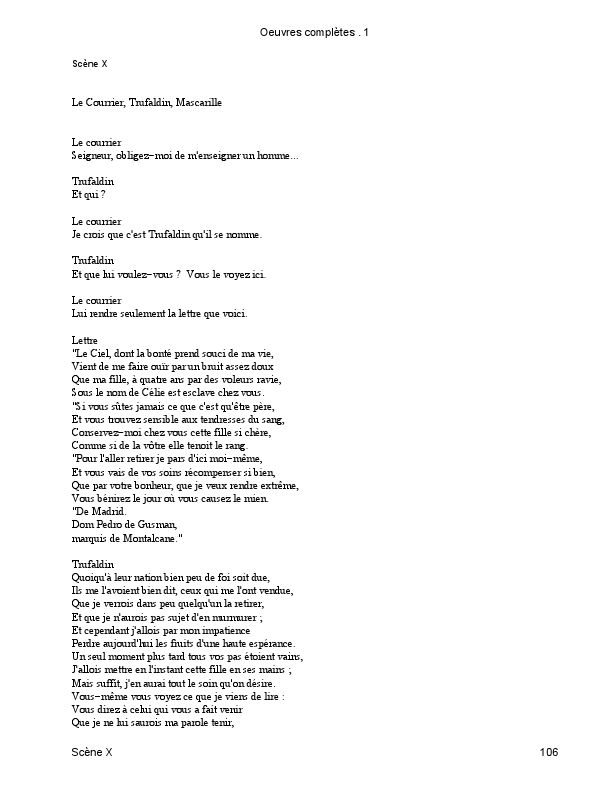 Oeuvres complètes . 1
Scène X
Le Courrier, Trufaldin, Mascarille
Le courrier
Seigneur, obligez−moi de m'enseigner un homme...
Trufaldin
Et qui ?
Le courrier
Je crois que c'est Trufaldin qu'il se nomme.
Trufaldin
Et que lui voulez−vous ?  Vous le voyez ici.
Le courrier
Lui rendre seulement la lettre que voici.
Lettre
"Le Ciel, dont la bonté prend souci de ma vie,
Vient de me faire ouïr par un bruit assez doux
Que ma fille, à quatre ans par des voleurs ravie,
Sous le nom de Célie est esclave chez vous.
"Si vous sûtes jamais ce que c'est qu'être père,
Et vous trouvez sensible aux tendresses du sang,
Conservez−moi chez vous cette fille si chère,
Comme si de la vôtre elle tenoit le rang.
"Pour l'aller retirer je pars d'ici moi−même,
Et vous vais de vos soins récompenser si bien,
Que par votre bonheur, que je veux rendre extrême,
Vous bénirez le jour où vous causez le mien.
"De Madrid.
Dom Pedro de Gusman,
marquis de Montalcane."
Trufaldin
Quoiqu'à leur nation bien peu de foi soit due,
Ils me l'avoient bien dit, ceux qui me l'ont vendue,
Que je verrois dans peu quelqu'un la retirer,
Et que je n'aurois pas sujet d'en murmurer ;
Et cependant j'allois par mon impatience
Perdre aujourd'hui les fruits d'une haute espérance.
Un seul moment plus tard tous vos pas étoient vains,
J'allois mettre en l'instant cette fille en ses mains ;
Mais suffit, j'en aurai tout le soin qu'on désire.
Vous−même vous voyez ce que je viens de lire :
Vous direz à celui qui vous a fait venir
Que je ne lui saurois ma parole tenir,
Scène X
106